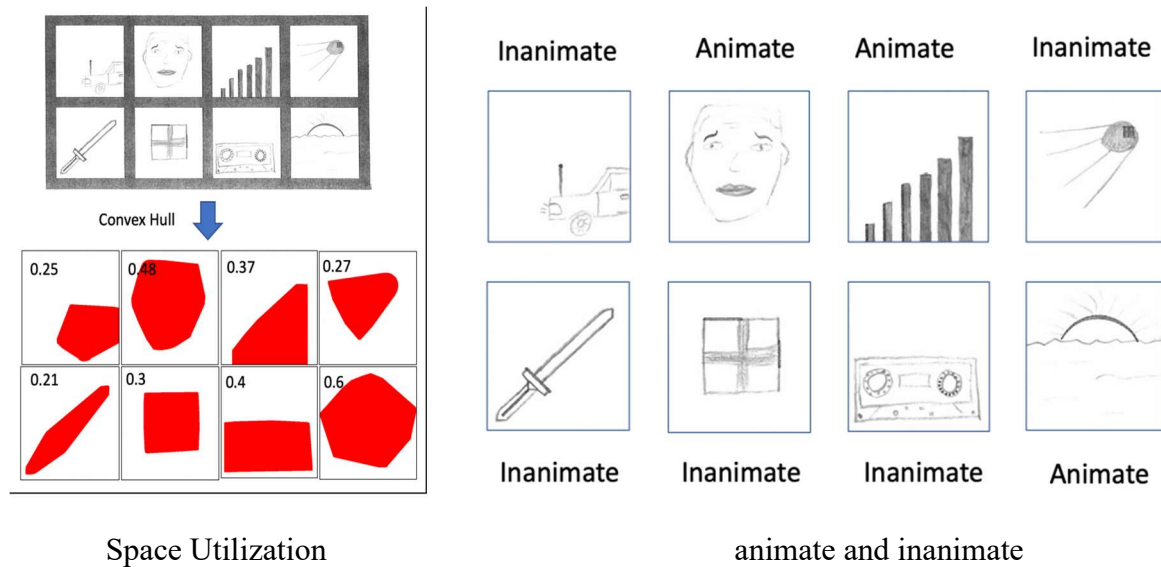 Convex Hull
0.25 0.48 0.37 0.27
0.21 0.3 0.4 0.6
Space Utilization
Inanimate Animate Animate Inanimate
Inanimate Inanimate Inanimate Animate
animate and inanimate